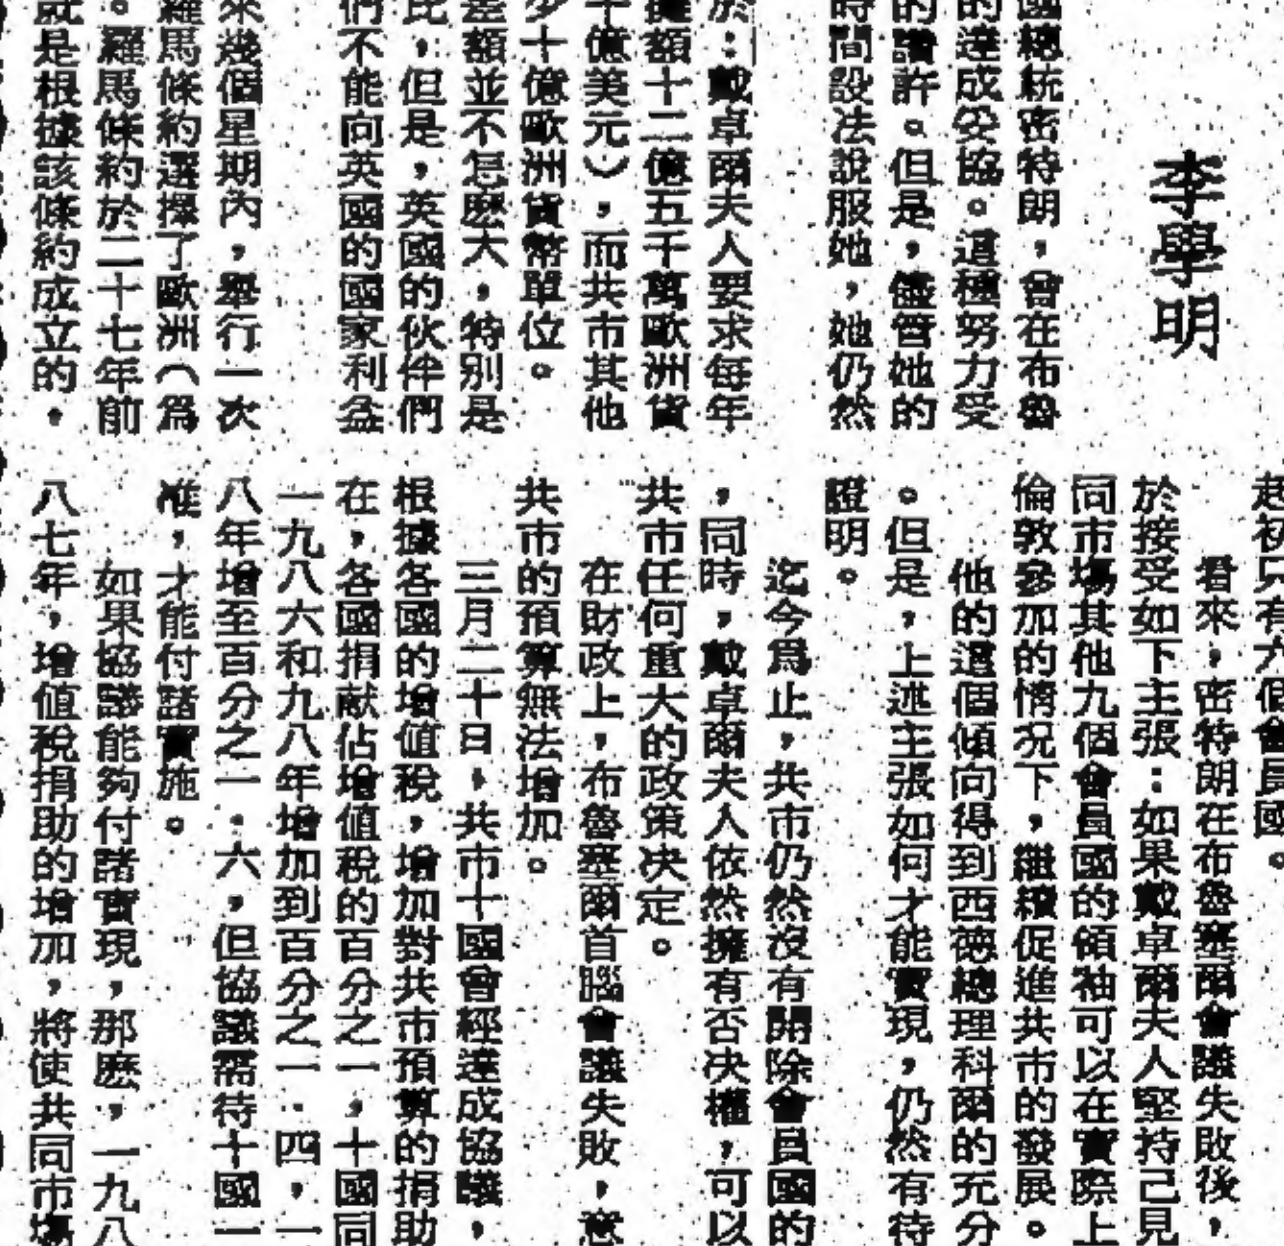 李學明
國總統密特朗，曾在布魯
的達成妥協。這種努力受
的讚許。但是，儘管她的
時間設法說服她，她仍然
於：戴卓爾夫人要求每年
擁額十二億五千萬歐洲貨
千億美元），而共市其他
少十億歐洲貨幣單位。
差額並不怎麽大，特別是
比，但是，英國的伙伴們
們不能向英國的國家利益
來幾個星期內，舉行一次
羅馬條約選擇了歐洲（爲
。羅馬條約於二十七年前
就是根據該條約成立的。
起初只有六個會員國。
看來，密特朗在布魯塞爾會議失敗後，
於接受如下主張：如果戴卓爾夫人堅持己見
同市場其他九個會員國的領袖可以在實際上
倫敦參加的情况下，繼續促進共市的發展。
他的這個傾向得到西德總理科爾的充分
。但是，上述主張如何才能實現，仍然有待
證明。
迄今爲止，共市仍然沒有開除會員國的
，同時，戴卓爾夫人依然擁有否决權，可以
共市任何重大的政策决定。
在財政上，布魯塞爾首腦會議失敗，意
共市的預算無法增加。
三月二十日，共市十國會經達成協議，
根據各國的增值稅，增加對共市預算的捐助
在，各國捐献佔增值稅的百分之一，十國同
一九八六和九八年增加到百分之一．四，一
八年增至百分之一．六，但協議需待十國一
准，才能付諸實施。
如果協議能夠付諸實現，那麽，一九八
八七年，增值稅捐助的增加，將使共同市場